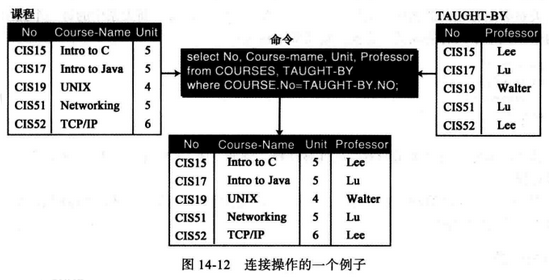 课程
No Course-Name Unit
CIS15 Intro to C 5
CIS17 Intro to Java 5
CIS19 UNIX 4
CIS51 Networking 5
CIS52 TCP/IP 6
命令
select No, Course-mame, Unit, Professor
from COURSES, TAUGHT-BY
where COURSE.No=TAUGHT-BY.NO;
TAUGHT-BY
No Professor
CIS15 Lee
CIS17 Lu
CIS19 Walter
CIS51 Lu
CIS52 Lee
No Course-Name Unit Professor
CIS15 Intro to C 5 Lee
CIS17 Intro to Java 5 Lu
CIS19 UNIX 4 Walter
CIS51 Networking 5 Lu
CIS52 TCP/IP 6 Lee
图 14-12 连接操作的一个例子